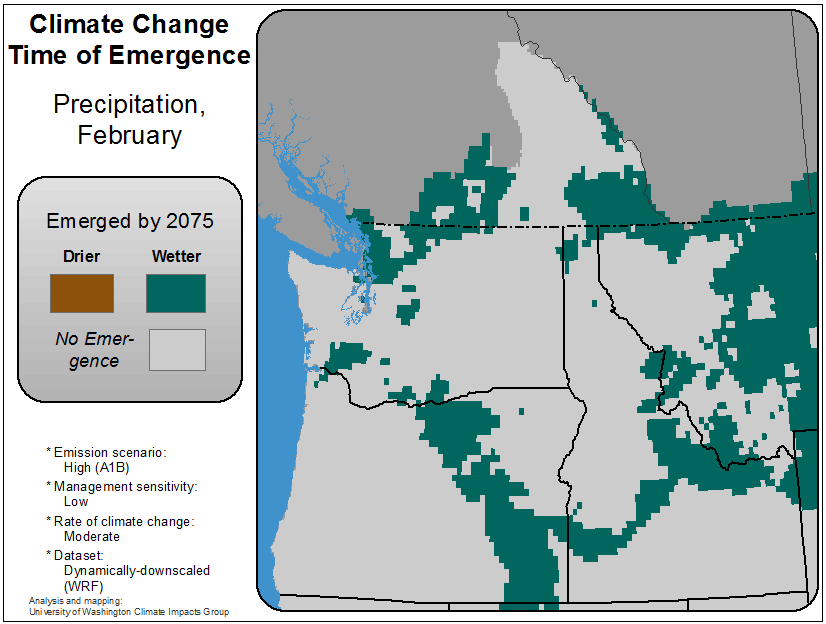 Climate Change
Time of Emergence
Precipitation,
February
Emerged by 2075
Drier Wetter
No Emer-
gence
* Emission scenario:
High (A1B)
* Management sensitivity:
Low
* Rate of climate change:
Moderate
* Dataset:
Dynamically-downscaled
(WRF)
Analysis and mapping:
University of Washington Climate Impacts Group